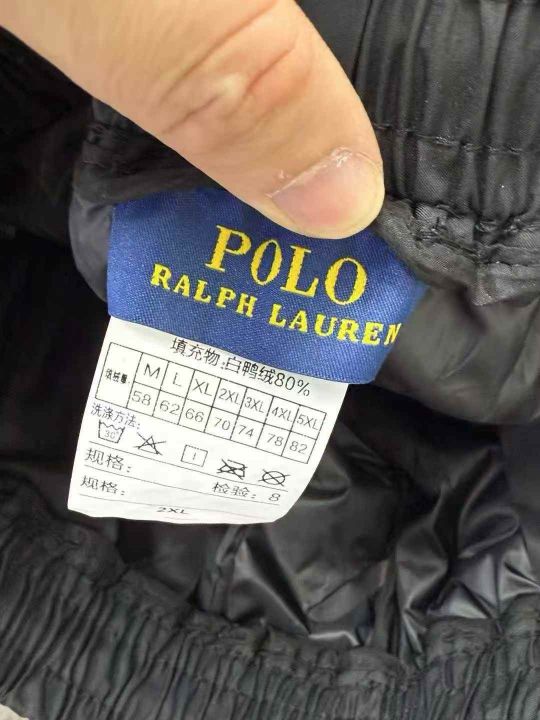 POLO
RALPH LAUREN
填充物:白鸭绒80%
M L XL 2XL 3XL 4XL 5XL
58 62 66 70 74 78 82
洗涤方法:
30
规格: 检验: 8
规格:
2XL